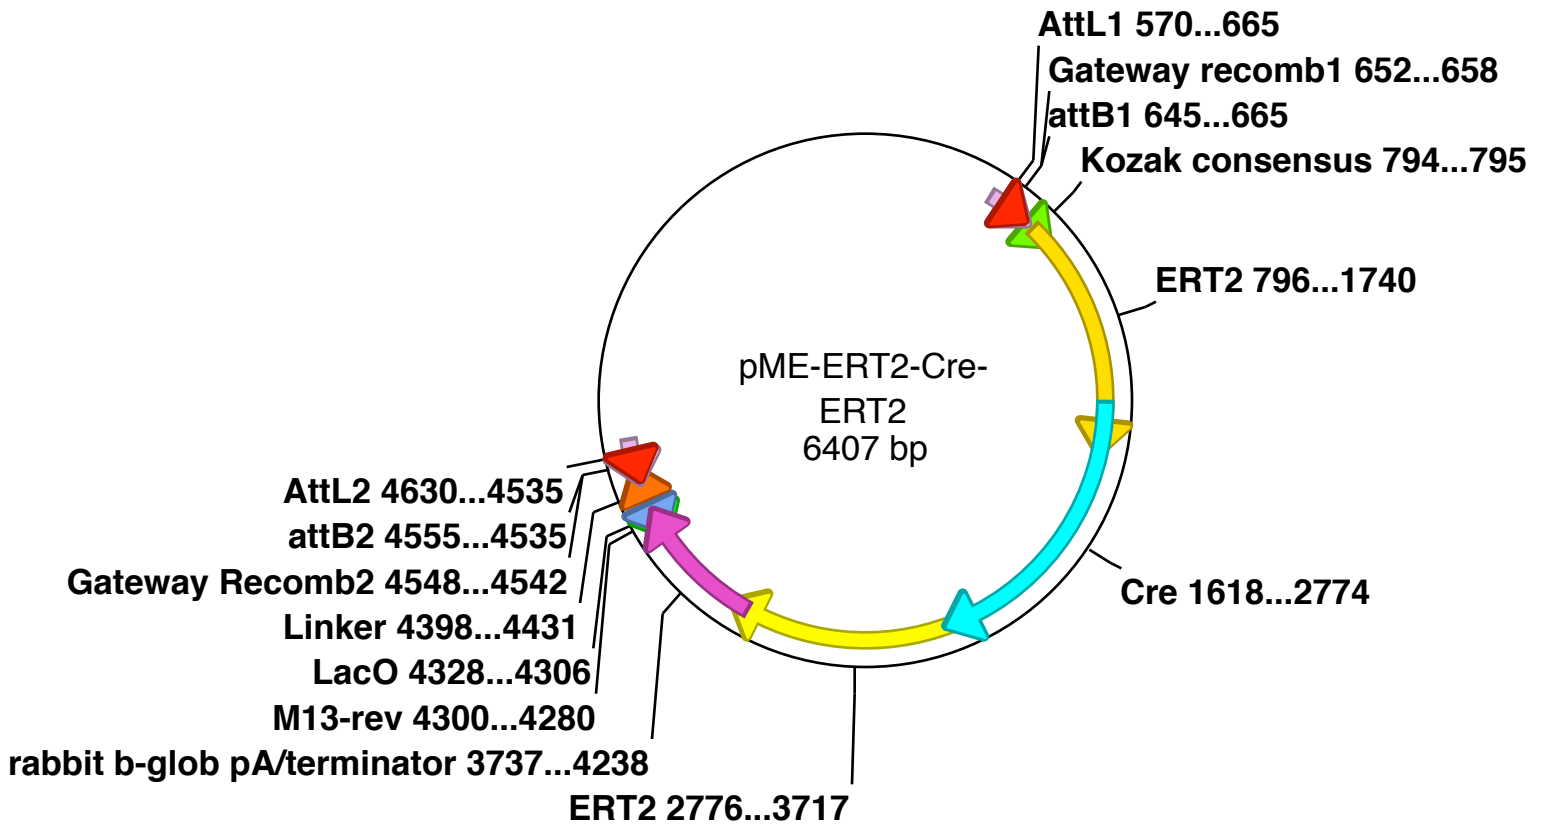 AttL1 570...665
Gateway recomb1 652...658
attB1 645...665
Kozak consensus 794...795
ERT2 796...1740
pME-ERT2-Cre-
ERT2
6407 bp
AttL2 4630...4535
attB2 4555...4535
Gateway Recomb2 4548...4542
Cre 1618...2774
Linker 4398...4431
LacO 4328...4306
M13-rev 4300...4280
rabbit b-glob pA/terminator 3737...4238
ERT2 2776...3717